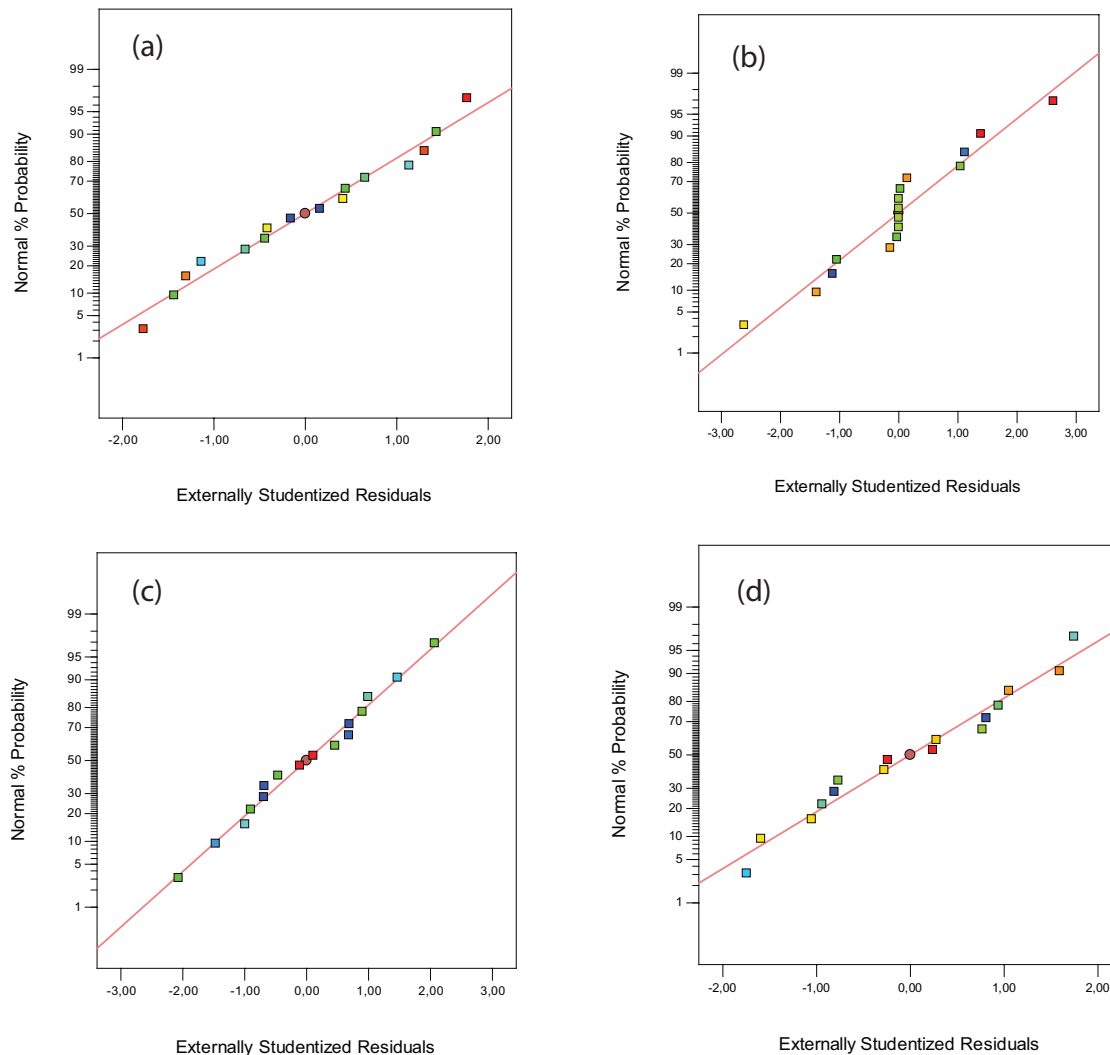 (a)
Normal % Probability
99
95
90
80
70
50
30
20
10
5
1
-2,00 -1,00 0,00 1,00 2,00
Externally Studentized Residuals
(b)
Normal % Probability
99
95
90
80
70
50
30
20
10
5
1
-3,00 -2,00 -1,00 0,00 1,00 2,00 3,00
Externally Studentized Residuals
(c)
Normal % Probability
99
95
90
80
70
50
30
20
10
5
1
-3,00 -2,00 -1,00 0,00 1,00 2,00 3,00
Externally Studentized Residuals
(d)
Normal % Probability
99
95
90
80
70
50
30
20
10
5
1
-2,00 -1,00 0,00 1,00 2,00
Externally Studentized Residuals